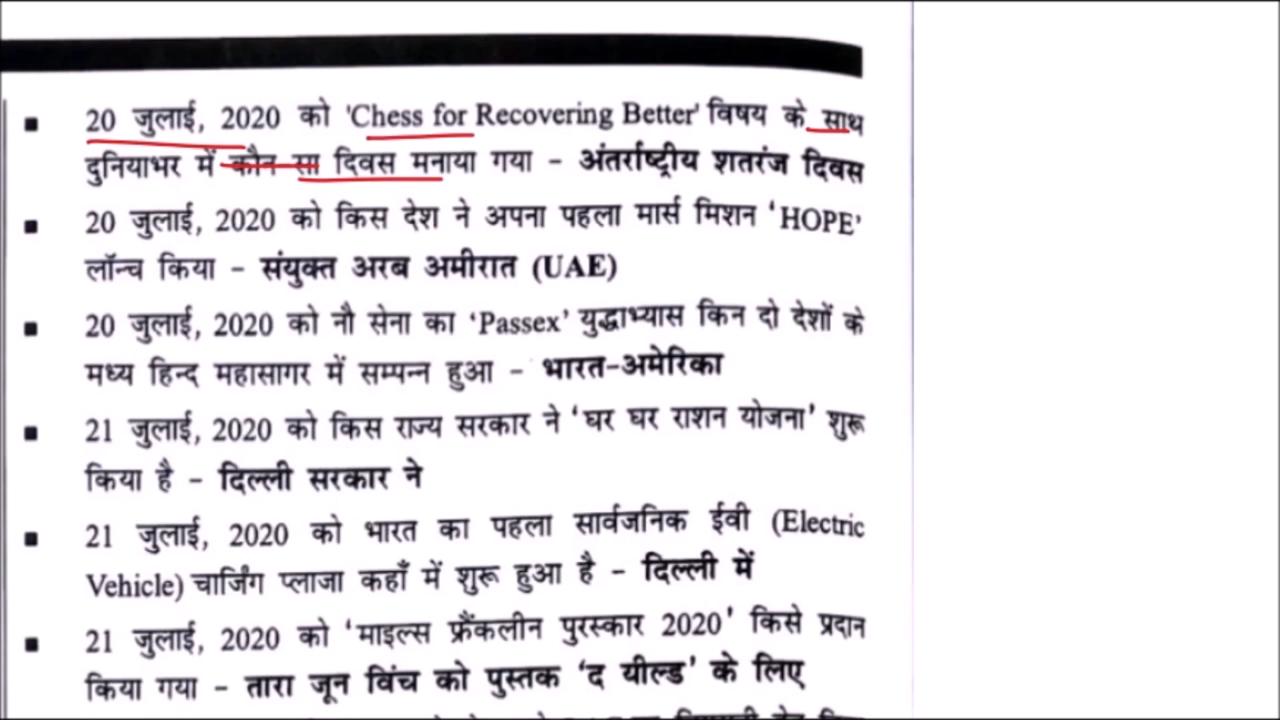 ▪ 20 जुलाई, 2020 को 'Chess for Recovering Better' विषय के साथ
दुनियाभर में कौन सा दिवस मनाया गया – अंतर्राष्ट्रीय शतरंज दिवस
▪ 20 जुलाई, 2020 को किस देश ने अपना पहला मार्स मिशन ‘HOPE’
लॉन्च किया – संयुक्त अरब अमीरात (UAE)
▪ 20 जुलाई, 2020 को नौ सेना का ‘Passex’ युद्धाभ्यास किन दो देशों के
मध्य हिन्द महासागर में सम्पन्न हुआ – भारत-अमेरिका
▪ 21 जुलाई, 2020 को किस राज्य सरकार ने ‘घर घर राशन योजना’ शुरू
किया है – दिल्ली सरकार ने
▪ 21 जुलाई, 2020 को भारत का पहला सार्वजनिक ईवी (Electric
Vehicle) चार्जिंग प्लाजा कहाँ में शुरू हुआ है – दिल्ली में
▪ 21 जुलाई, 2020 को ‘माइल्स फ्रैंकलीन पुरस्कार 2020’ किसे प्रदान
किया गया – तारा जून विंच को पुस्तक ‘द यील्ड’ के लिए